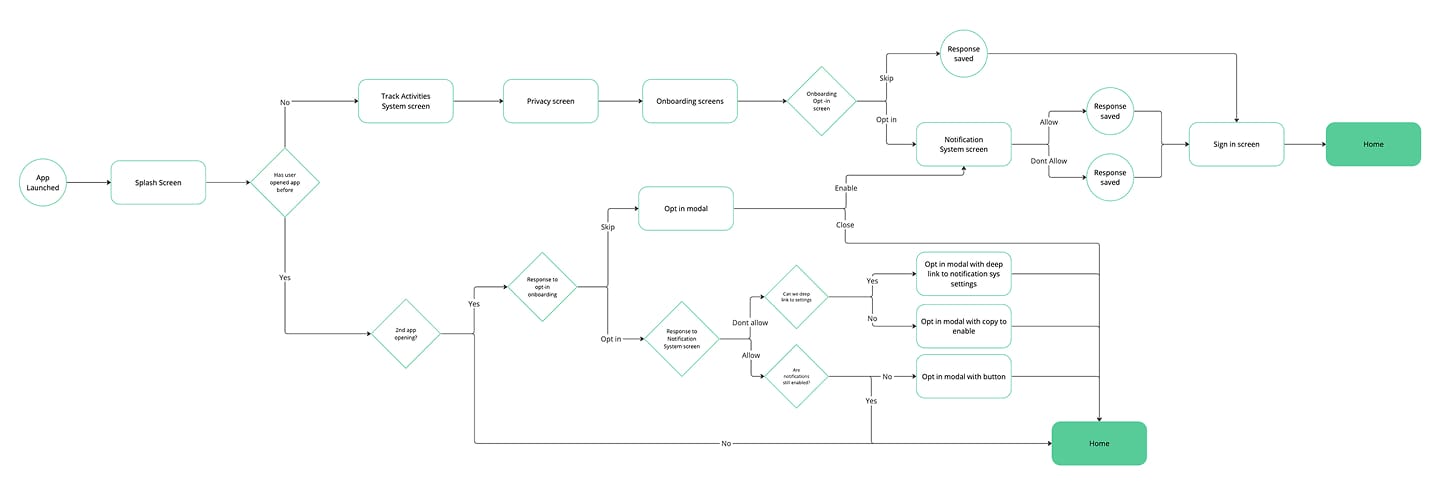 Response
saved
Skip
Track Activities
System screen
Privacy screen
Onboarding screens
Onboarding
Opt -in
screen
No
Opt in
Response
saved
Allow
Notification
System screen
Sign in screen
Home
Dont Allow
Response
saved
App
Launched
Splash Screen
Has user
opened app
before
Enable
Opt in modal
Skip
Close
Yes
Response to
opt-in
onboarding
Yes
Can we deep
link to settings
Yes
Opt in modal with deep
link to notification sys
settings
No
Opt in modal with copy to
enable
Dont allow
2nd app
opening?
Opt in
Response to
Notification
System screen
Allow
Are
notifications
still enabled?
No
Opt in modal with button
Yes
No
Home